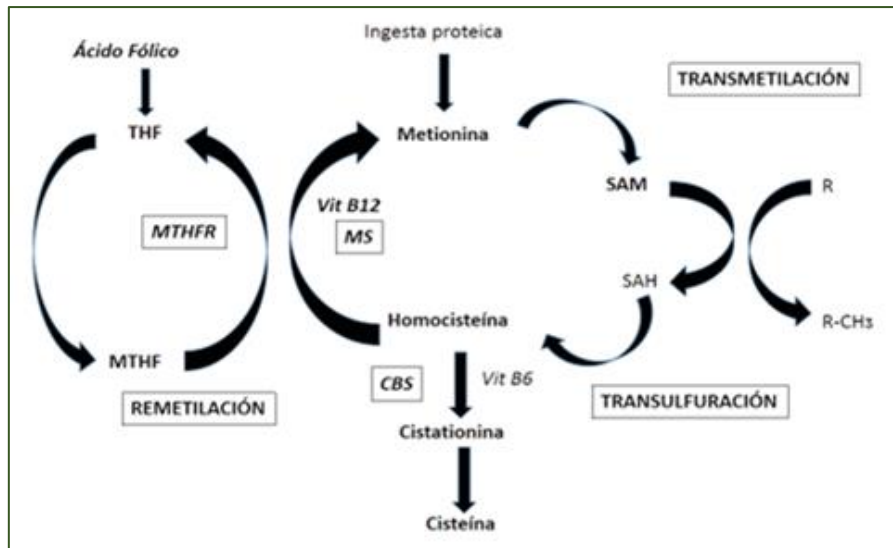 Ingesta proteica
Ácido Fólico
TRANSMETILACIÓN
THF
Metionina
SAM
R
Vit B12
MTHFR
MS
SAH
Homocisteína
R-CH₃
MTHF
CBS
Vit B6
REMETILACIÓN
TRANSULFURACIÓN
Cistationina
Cisteína